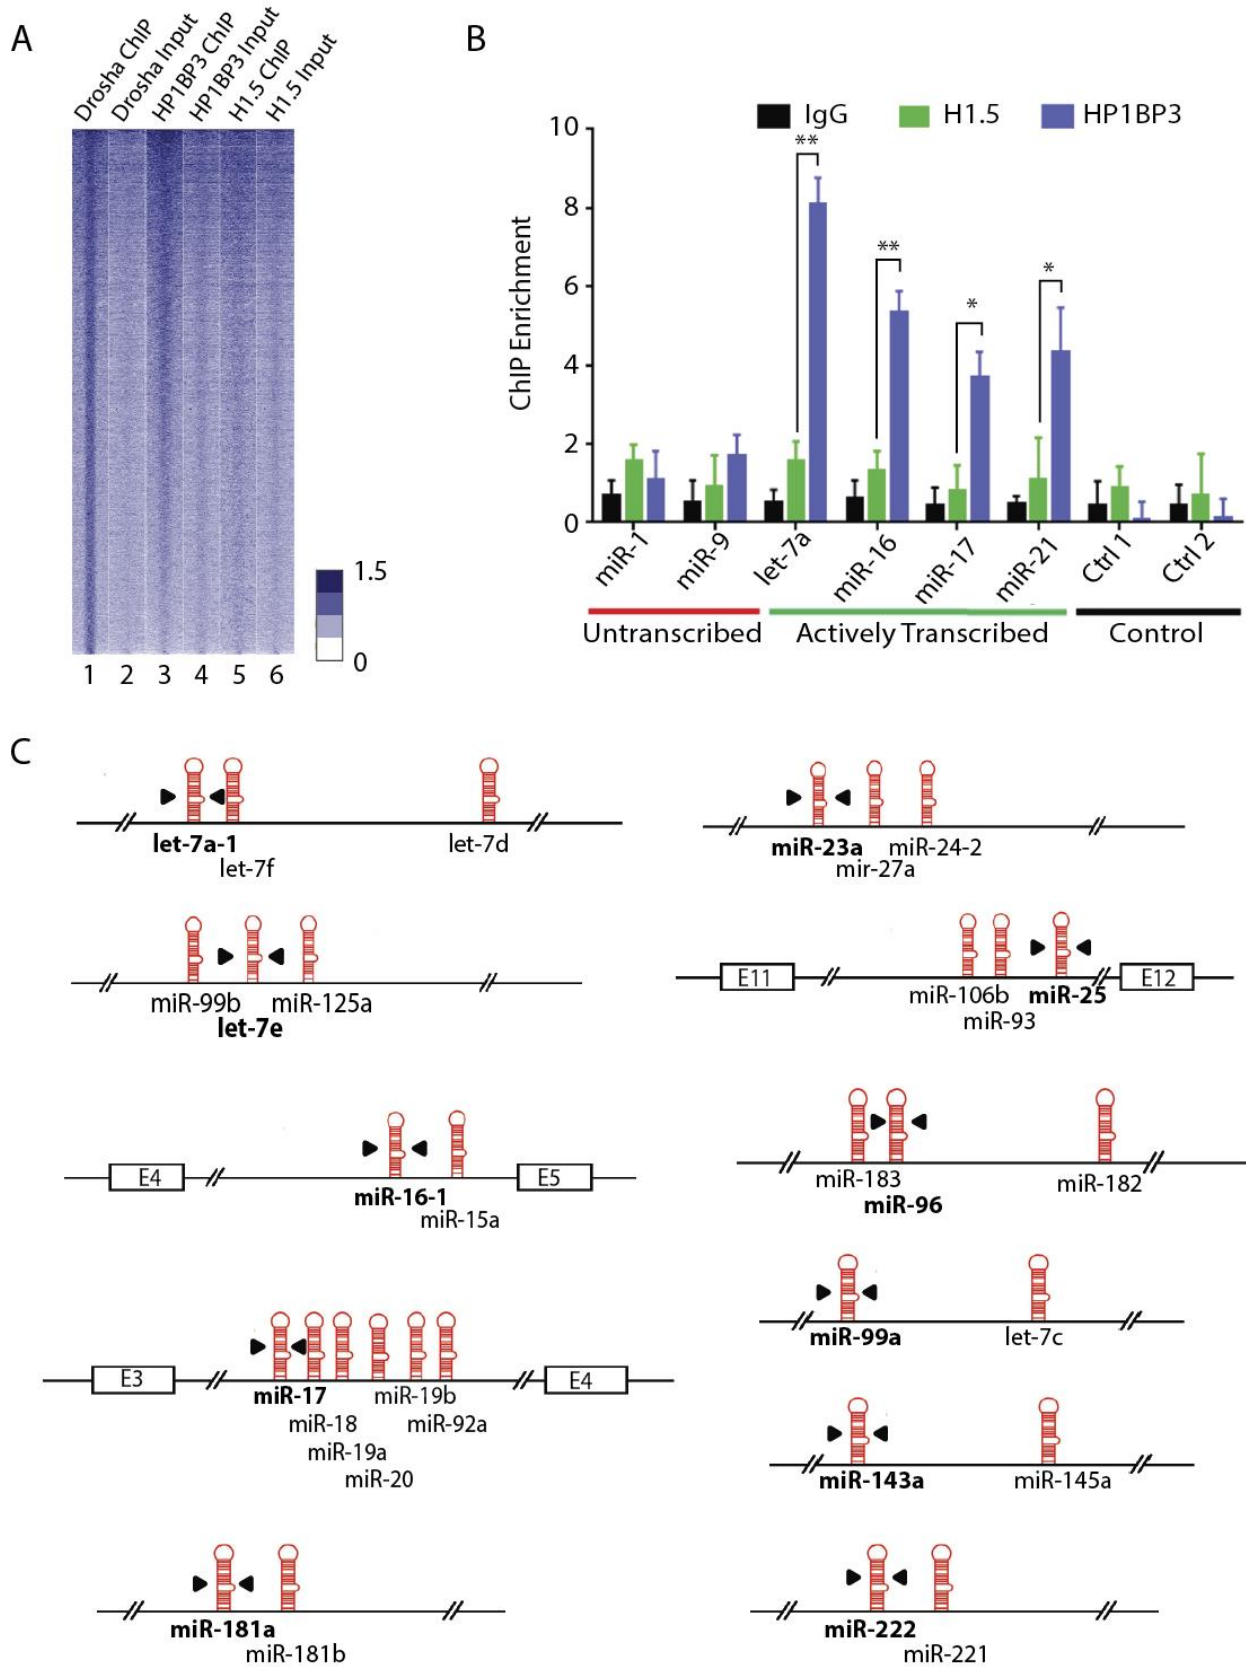 A
Drosha ChIP
Drosha Input
HP1BP3 ChIP
HP1BP3 Input
H1.5 ChIP
H1.5 Input
1.5
0
1 2 3 4 5 6
B
IgG H1.5 HP1BP3
ChIP Enrichment
10
8
6
4
2
0
**
**
*
*
miR-1
miR-9
let-7a
miR-16
miR-17
miR-21
Ctrl 1
Ctrl 2
Untranscribed Actively Transcribed Control
C
let-7a-1 let-7d
let-7f
miR-23a miR-24-2
mir-27a
miR-99b miR-125a
let-7e
E11 E12
miR-106b miR-25
miR-93
E4 E5
miR-16-1
miR-15a
miR-183 miR-182
miR-96
E3 E4
miR-17 miR-19b
miR-18 miR-92a
miR-19a
miR-20
miR-99a let-7c
miR-143a miR-145a
miR-181a
miR-181b
miR-222
miR-221